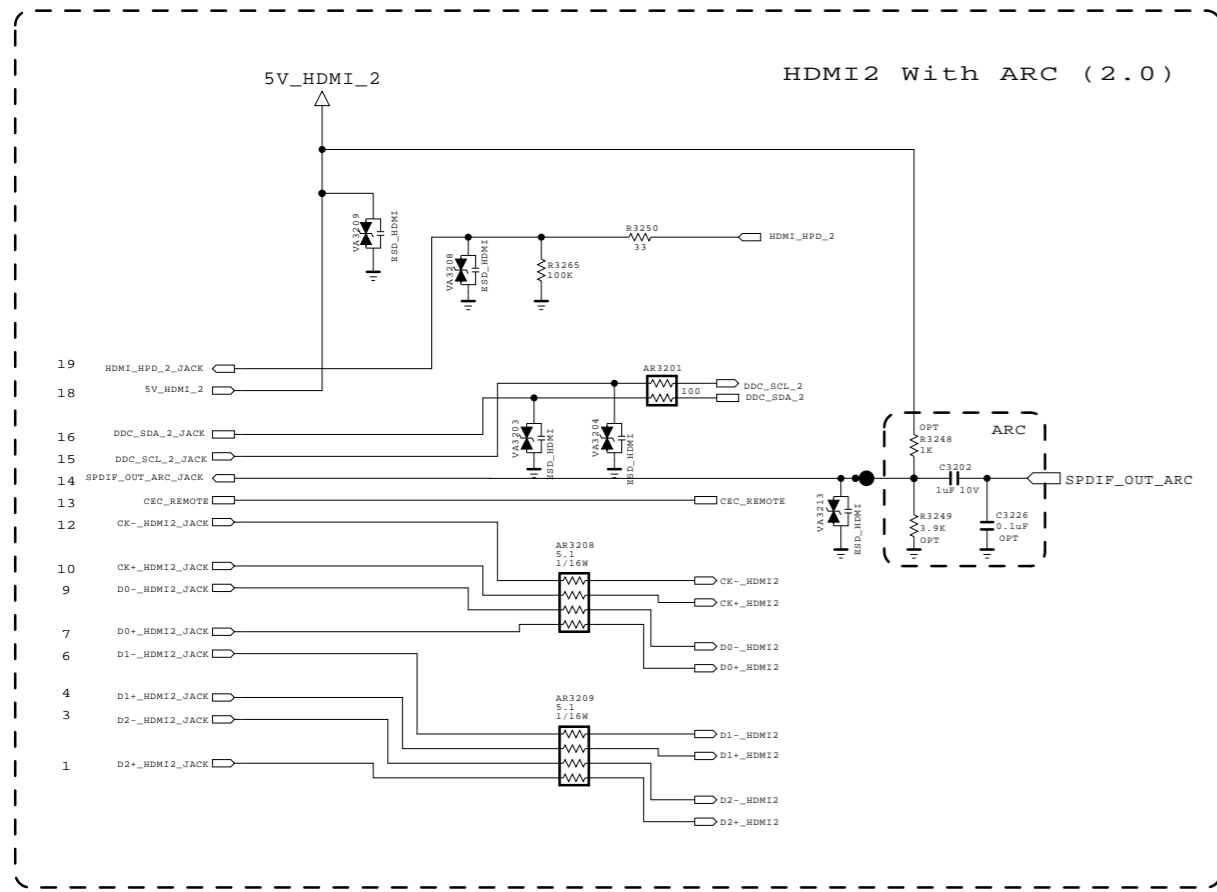 HDMI2 With ARC (2.0)
5V_HDMI_2
VA3209
ESD_HDMI
VA3208
ESD_HDMI
R3265
100K
R3250
33
HDMI_HPD_2
19 HDMI_HPD_2_JACK
18 5V_HDMI_2
AR3201
100
DDC_SCL_2
DDC_SDA_2
VA3203
ESD_HDMI
VA3204
ESD_HDMI
16 DDC_SDA_2_JACK
15 DDC_SCL_2_JACK
14 SPDIF_OUT_ARC_JACK
13 CEC_REMOTE
CEC_REMOTE
VA3213
ESD_HDMI
ARC
OPT
R3248
1K
C3202
1uF 10V
SPDIF_OUT_ARC
R3249
3.9K
OPT
C3226
0.1uF
OPT
12 CK-_HDMI2_JACK
10 CK+_HDMI2_JACK
9 D0-_HDMI2_JACK
7 D0+_HDMI2_JACK
AR3208
5.1
1/16W
CK-_HDMI2
CK+_HDMI2
D0-_HDMI2
D0+_HDMI2
6 D1-_HDMI2_JACK
4 D1+_HDMI2_JACK
3 D2-_HDMI2_JACK
1 D2+_HDMI2_JACK
AR3209
5.1
1/16W
D1-_HDMI2
D1+_HDMI2
D2-_HDMI2
D2+_HDMI2